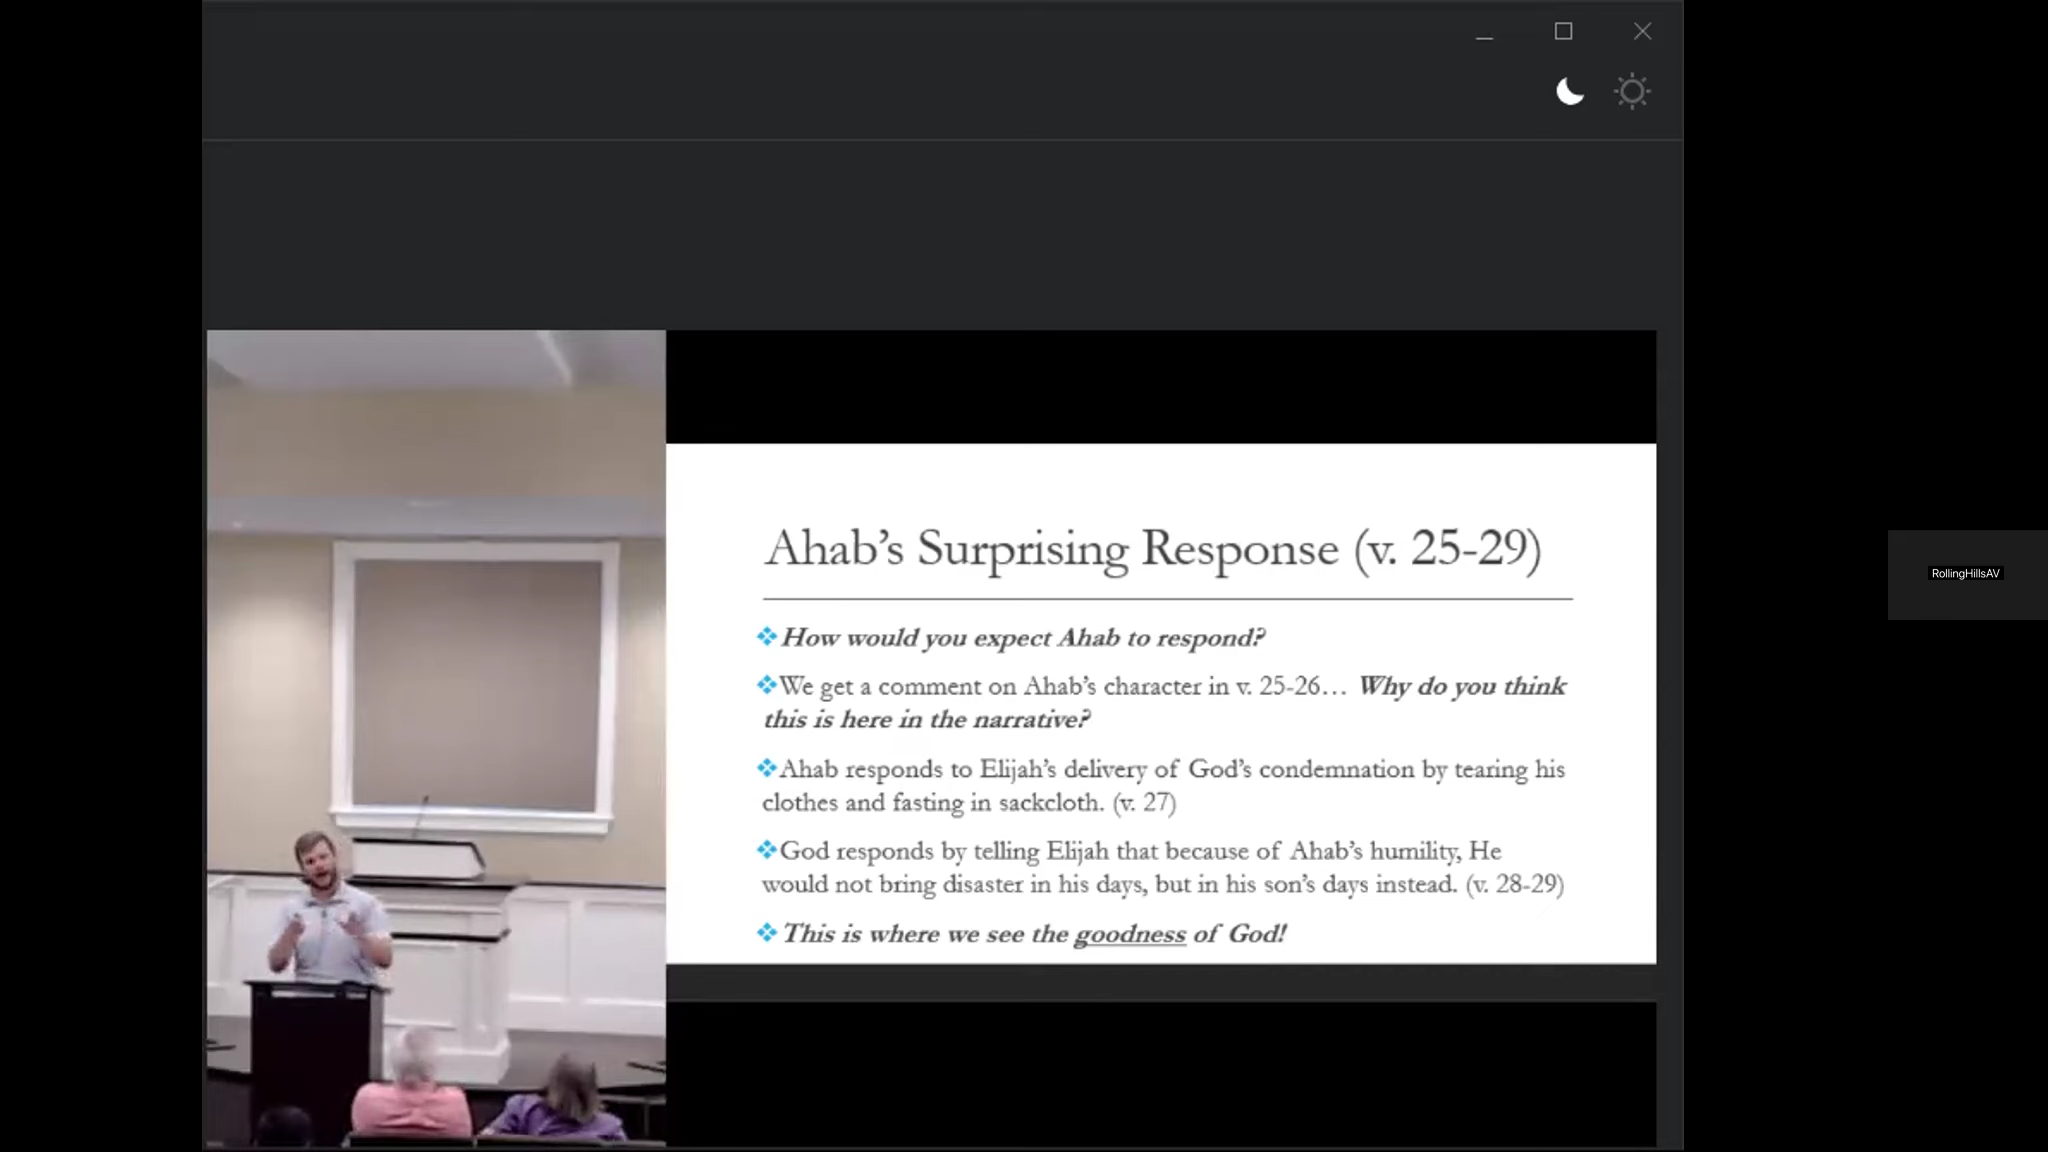 Ahab's Surprising Response (v. 25-29)
How would you expect Ahab to respond?
We get a comment on Ahab's character in v. 25-26... Why do you think
this is here in the narrative?
Ahab responds to Elijah's delivery of God's condemnation by tearing his
clothes and fasting in sackcloth. (v. 27)
God responds by telling Elijah that because of Ahab's humility, He
would not bring disaster in his days, but in his son's days instead. (v. 28-29)
This is where we see the goodness of God!
RollingHillsAV